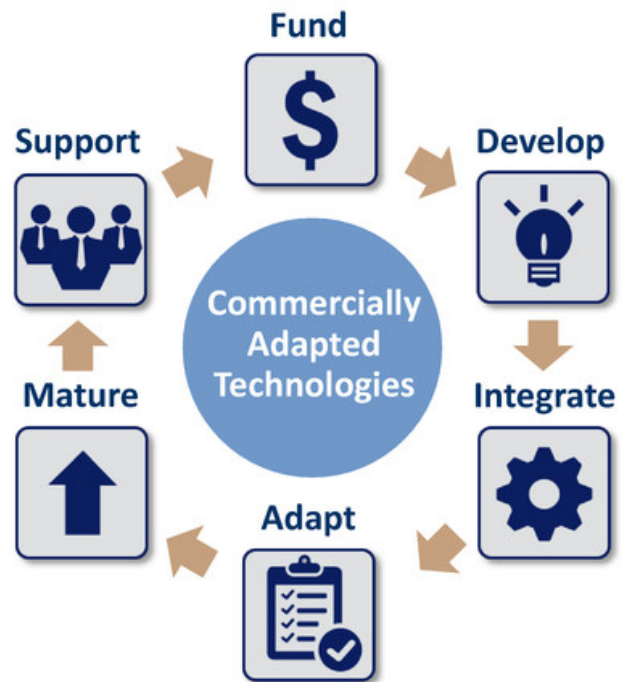 Fund
Support
Develop
Commercially
Adapted
Technologies
Mature
Integrate
Adapt